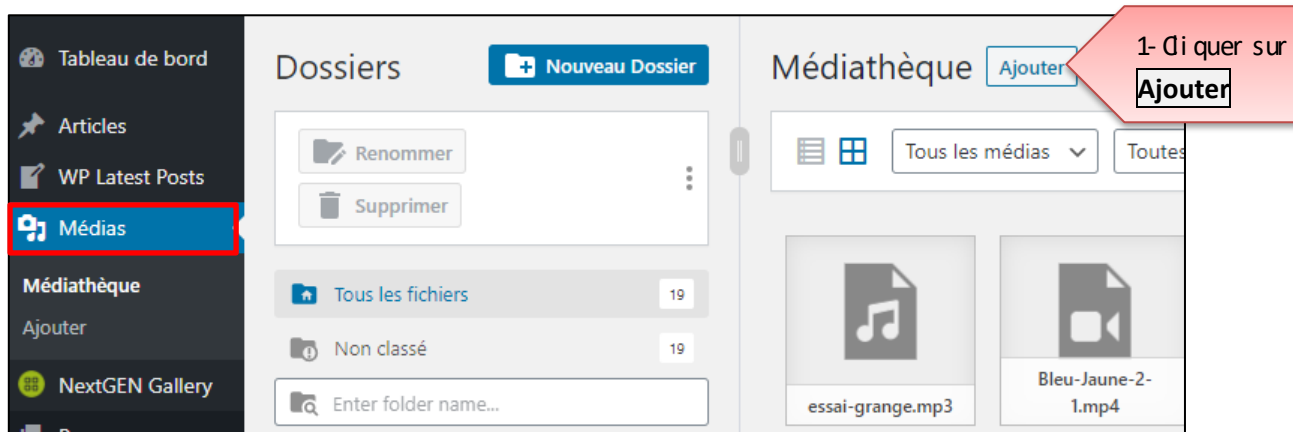 Tableau de bord
Articles
WP Latest Posts
Médias
Médiathèque
Ajouter
NextGEN Gallery
Dossiers
Nouveau Dossier
Renommer
Supprimer
Tous les fichiers 19
Non classé 19
Enter folder name...
Médiathèque Ajouter
Tous les médias Toutes
essai-grange.mp3
Bleu-Jaune-2-
1.mp4
1- Cliquer sur
Ajouter